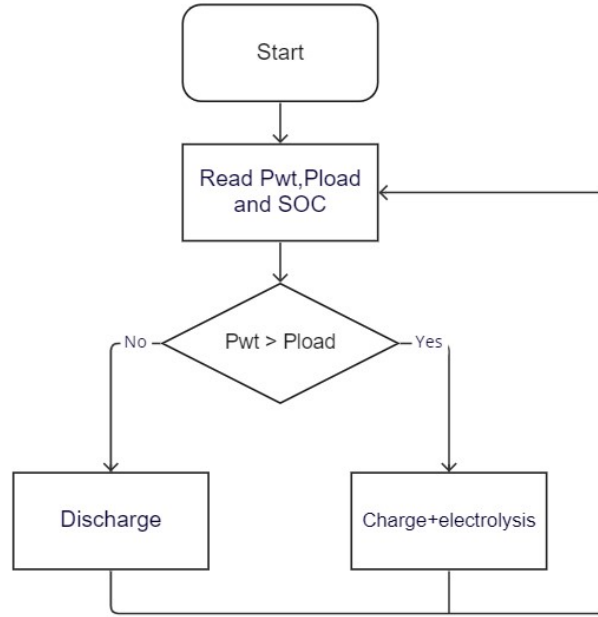 Start
Read Pwt,Pload
and SOC
Pwt > Pload
No
Yes
Discharge
Charge+electrolysis